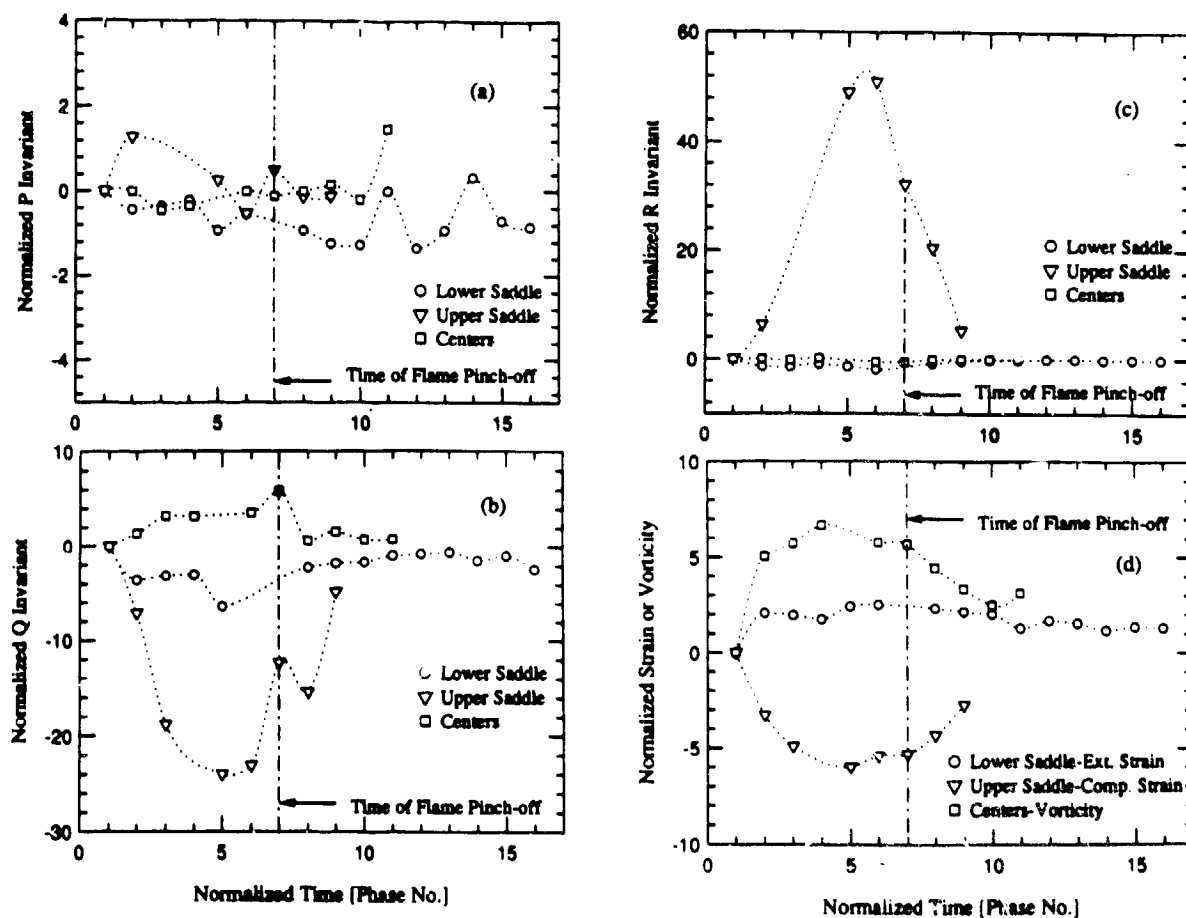 4
2
0
-2
-4
Normalized P Invariant
(a)
Lower Saddle
Upper Saddle
Centers
Time of Flame Pinch-off
0
5
10
15
10
0
-10
-20
-30
Normalized Q Invariant
(b)
Lower Saddle
Upper Saddle
Centers
Time of Flame Pinch-off
0
5
10
15
Normalized Time [Phase No.]
60
40
20
0
Normalized R Invariant
(c)
Lower Saddle
Upper Saddle
Centers
Time of Flame Pinch-off
0
5
10
15
10
5
0
-5
-10
Normalized Strain or Vorticity
Time of Flame Pinch-off
(d)
Lower Saddle-Ext. Strain
Upper Saddle-Comp. Strain
Centers-Vorticity
0
5
10
15
Normalized Time [Phase No.]